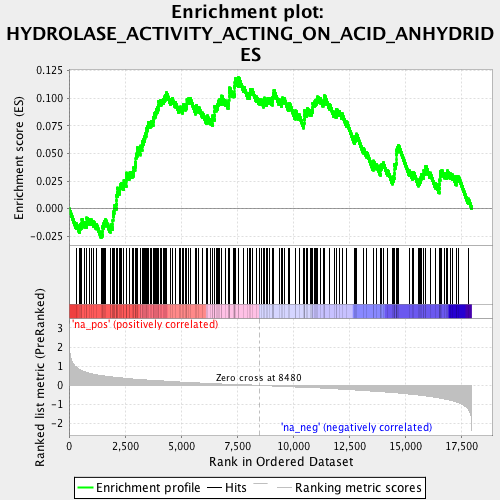 Enrichment plot:
HYDROLASE_ACTIVITY_ACTING_ON_ACID_ANHYDRID
ES
Enrichment score (ES)
0.125
0.100
0.075
0.050
0.025
0.000
-0.025
'na_pos' (positively correlated)
Ranked list metric (PreRanked)
3
2
1
0
-1
-2
Zero cross at 8480
'na_neg' (negatively correlated)
0
2,500
5,000
7,500
10,000
12,500
15,000
17,500
Rank in Ordered Dataset
Enrichment profile
Hits
Ranking metric scores